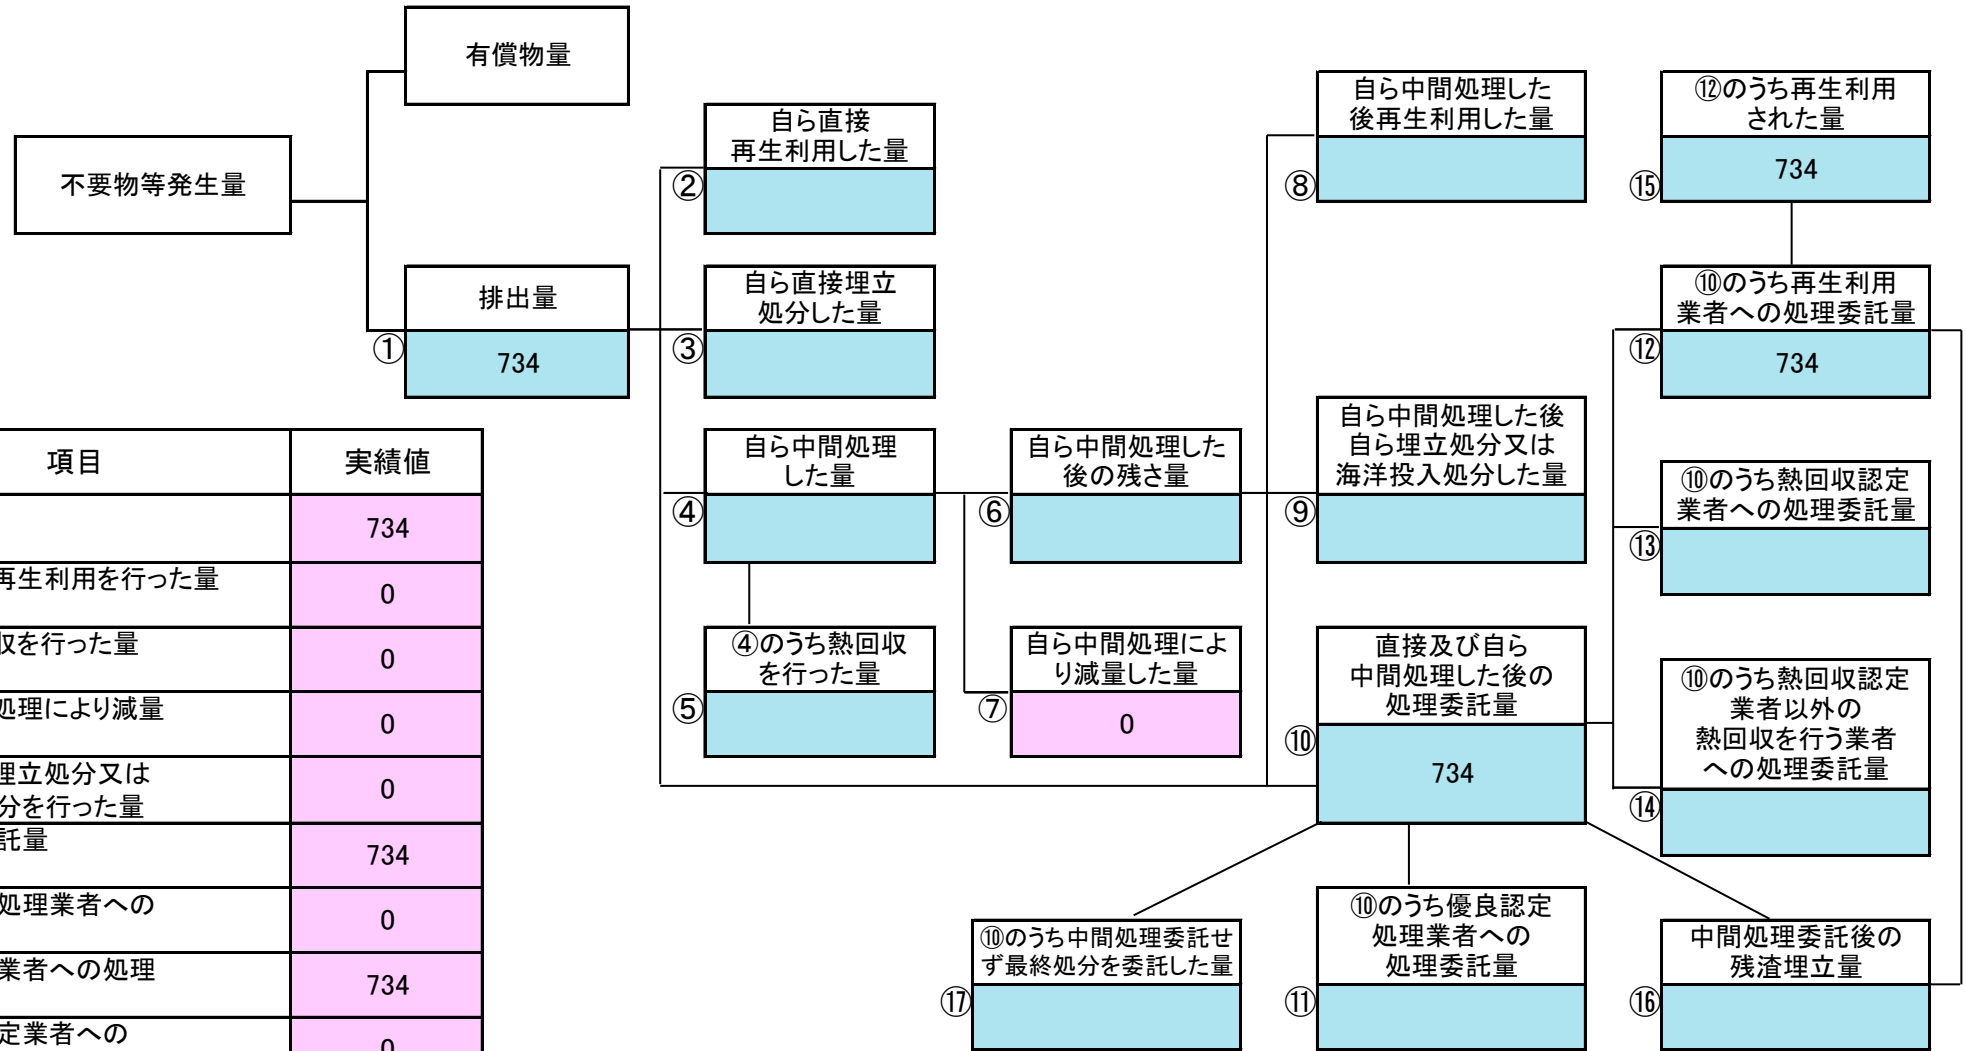 有償物量
不要物等発生量
排出量
①
734
自ら直接
再生利用した量
②
自ら直接埋立
処分した量
③
自ら中間処理
した量
④
④のうち熱回収
を行った量
⑤
自ら中間処理した
後の残さ量
⑥
自ら中間処理によ
り減量した量
⑦
0
自ら中間処理した
後再生利用した量
⑧
自ら中間処理した後
自ら埋立処分又は
海洋投入処分した量
⑨
直接及び自ら
中間処理した後の
処理委託量
⑩
734
⑫のうち再生利用
された量
⑮
734
⑩のうち再生利用
業者への処理委託量
⑫
734
⑩のうち熱回収認定
業者への処理委託量
⑬
⑩のうち熱回収認定
業者以外の
熱回収を行う業者
への処理委託量
⑭
⑩のうち中間処理委託せ
ず最終処分を委託した量
⑰
⑩のうち優良認定
処理業者への
処理委託量
⑪
中間処理委託後の
残渣埋立量
⑯
項目 実績値
734
再生利用を行った量 0
収を行った量 0
処理により減量 0
埋立処分又は
分を行った量 0
託量 734
処理業者への 0
業者への処理 734
定業者への 0